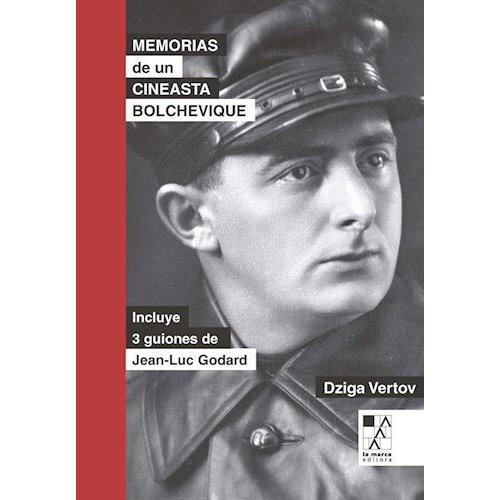 MEMORIAS
de un
CINEASTA
BOLCHEVIQUE
Incluye
3 guiones de
Jean-Luc Godard
Dziga Vertov
la marca
editora